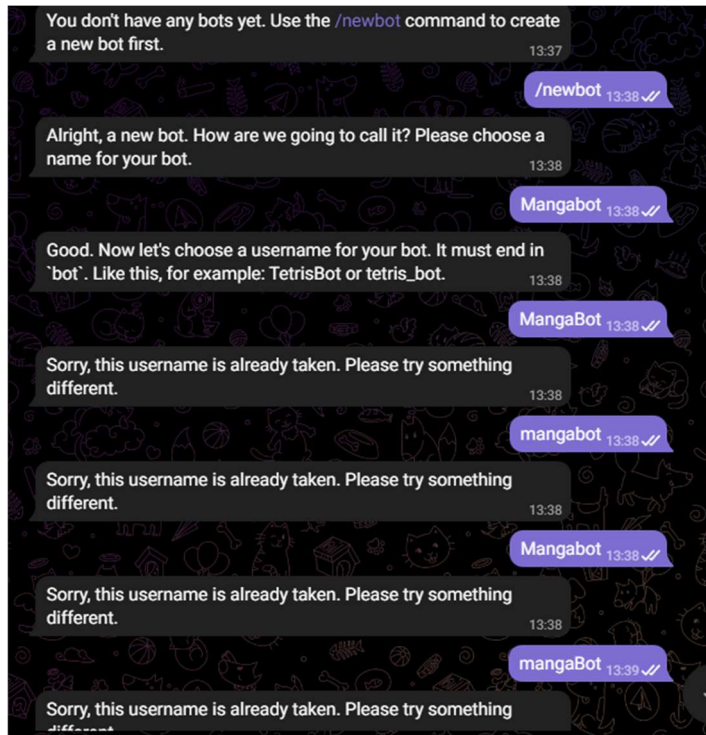 You don't have any bots yet. Use the /newbot command to create
a new bot first.
13:37
/newbot 13:38
Alright, a new bot. How are we going to call it? Please choose a
name for your bot.
13:38
Mangabot 13:38
Good. Now let's choose a username for your bot. It must end in
`bot`. Like this, for example: TetrisBot or tetris_bot.
13:38
MangaBot 13:38
Sorry, this username is already taken. Please try something
different.
13:38
mangabot 13:38
Sorry, this username is already taken. Please try something
different.
13:38
Mangabot 13:38
Sorry, this username is already taken. Please try something
different.
13:38
mangaBot 13:39
Sorry, this username is already taken. Please try something
different